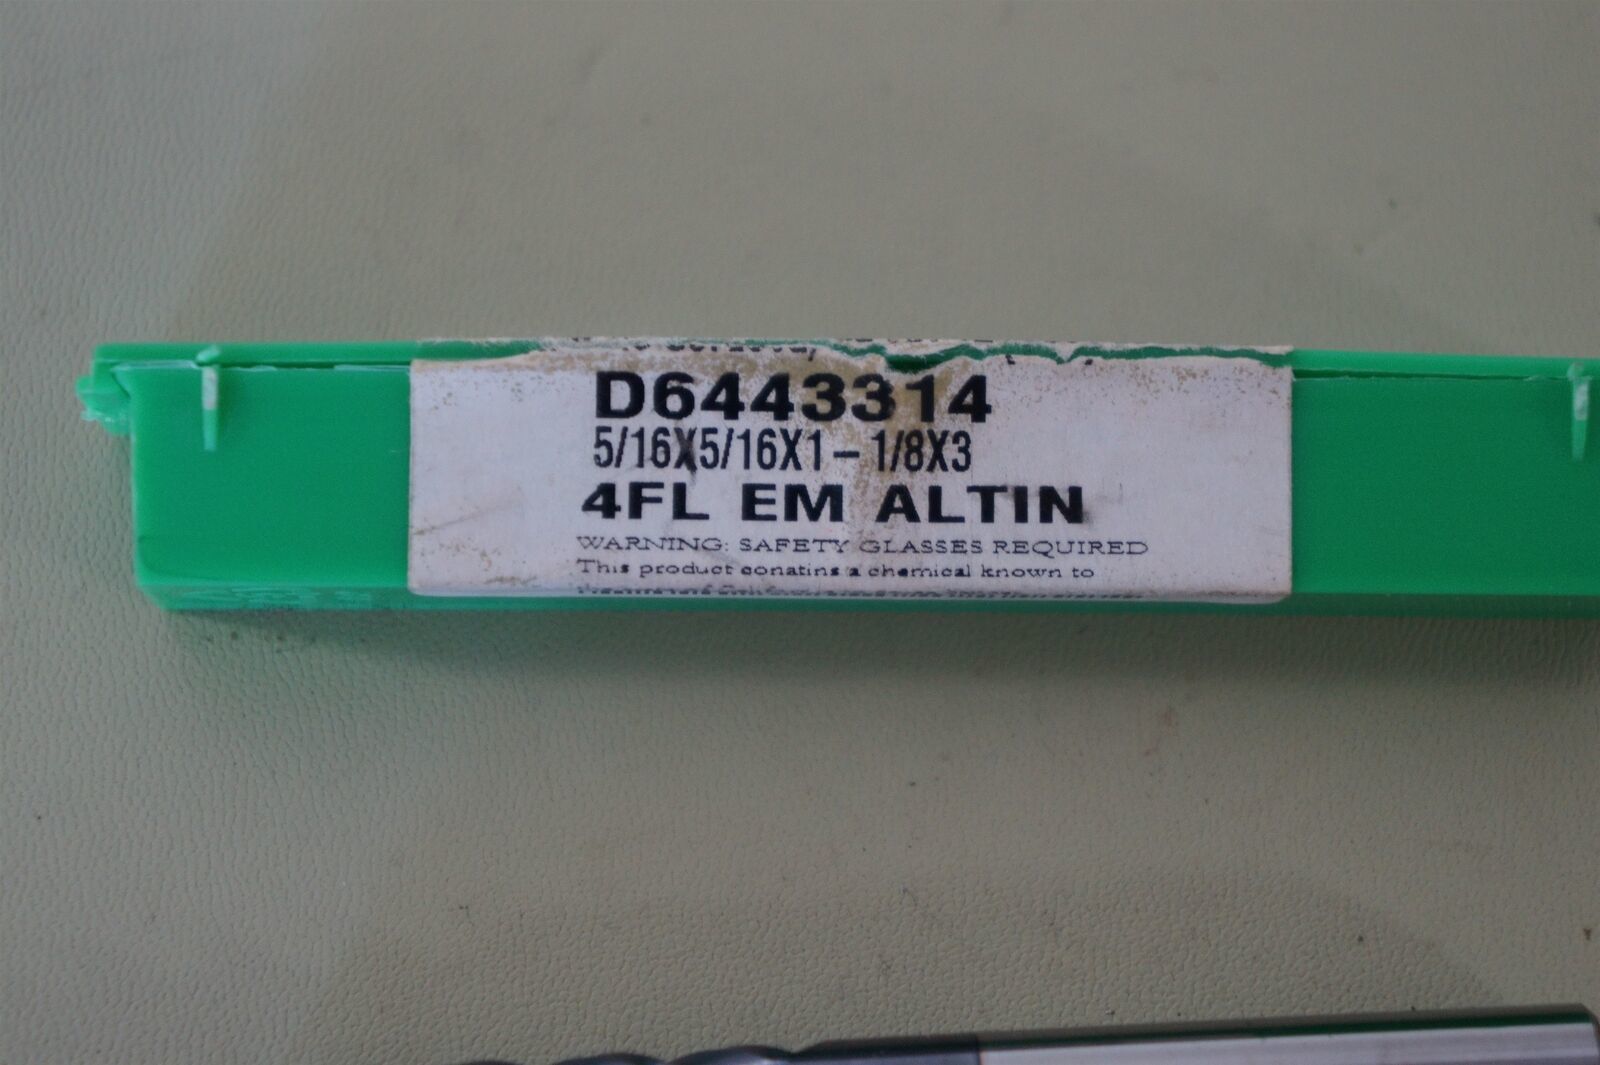 D6443314
5/16X5/16X1-1/8X3
4FL EM ALTIN
WARNING: SAFETY GLASSES REQUIRED
This product conatins a chemical known to